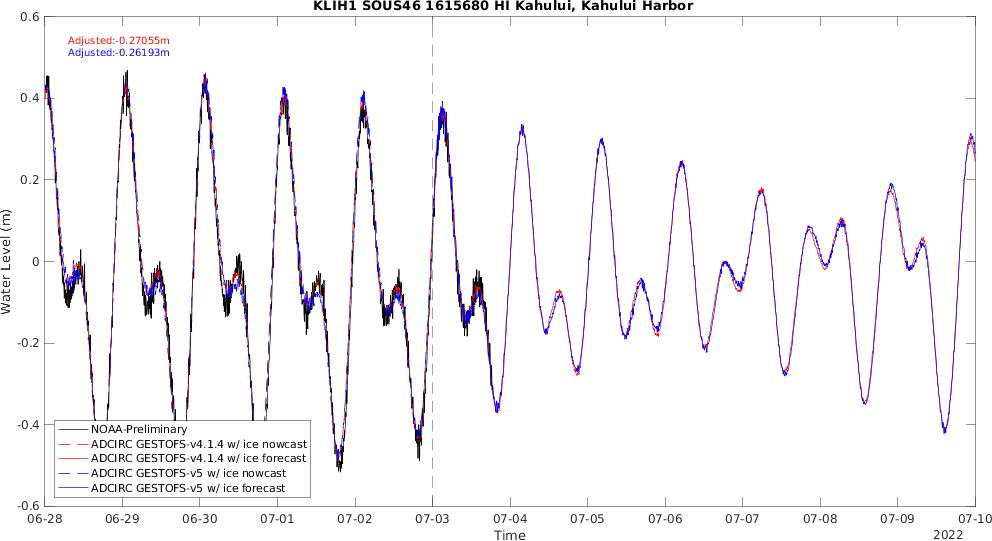 KLIH1 SOUS46 1615680 HI Kahului, Kahului Harbor
0.6
Adjusted:-0.27055m
Adjusted:-0.26193m
0.4
0.2
0
-0.2
-0.4
-0.6
Water Level (m)
NOAA-Preliminary
ADCIRC GESTOFS-v4.1.4 w/ ice nowcast
ADCIRC GESTOFS-v4.1.4 w/ ice forecast
ADCIRC GESTOFS-v5 w/ ice nowcast
ADCIRC GESTOFS-v5 w/ ice forecast
06-28 06-29 06-30 07-01 07-02 07-03 07-04 07-05 07-06 07-07 07-08 07-09 07-10
Time
2022